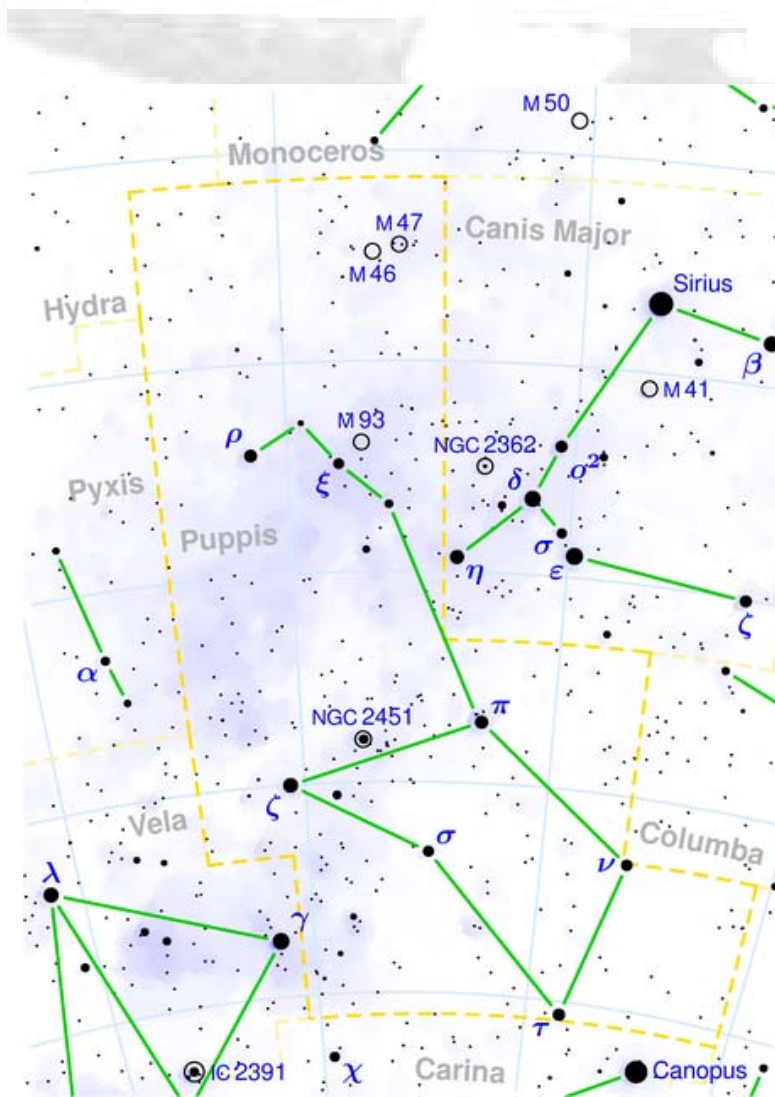 M 50
Monoceros
M 47
Canis Major
M 46
Sirius
Hydra
β
M 41
ρ
M 93
NGC 2362
ξ
ο²
δ
Pyxis
Puppis
σ
η
ε
ζ
α
π
NGC 2451
ζ
Vela
σ
Columba
ν
λ
γ
τ
IC 2391
χ
Carina
Canopus